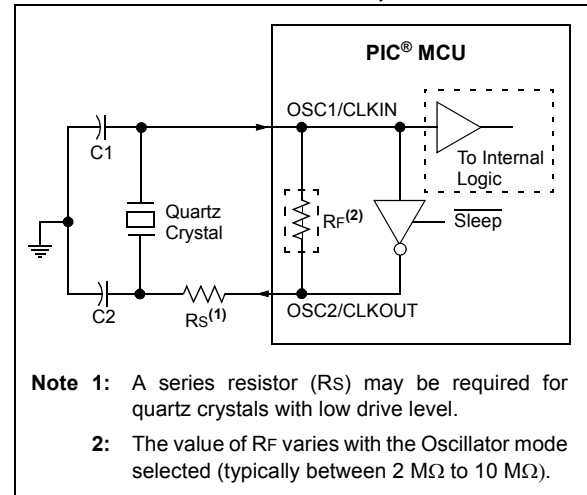 PIC® MCU
OSC1/CLKIN
C1
To Internal
Logic
Quartz
Crystal
RF(2)
Sleep
C2
RS(1)
OSC2/CLKOUT
Note 1: A series resistor (RS) may be required for
quartz crystals with low drive level.
2: The value of RF varies with the Oscillator mode
selected (typically between 2 MΩ to 10 MΩ).